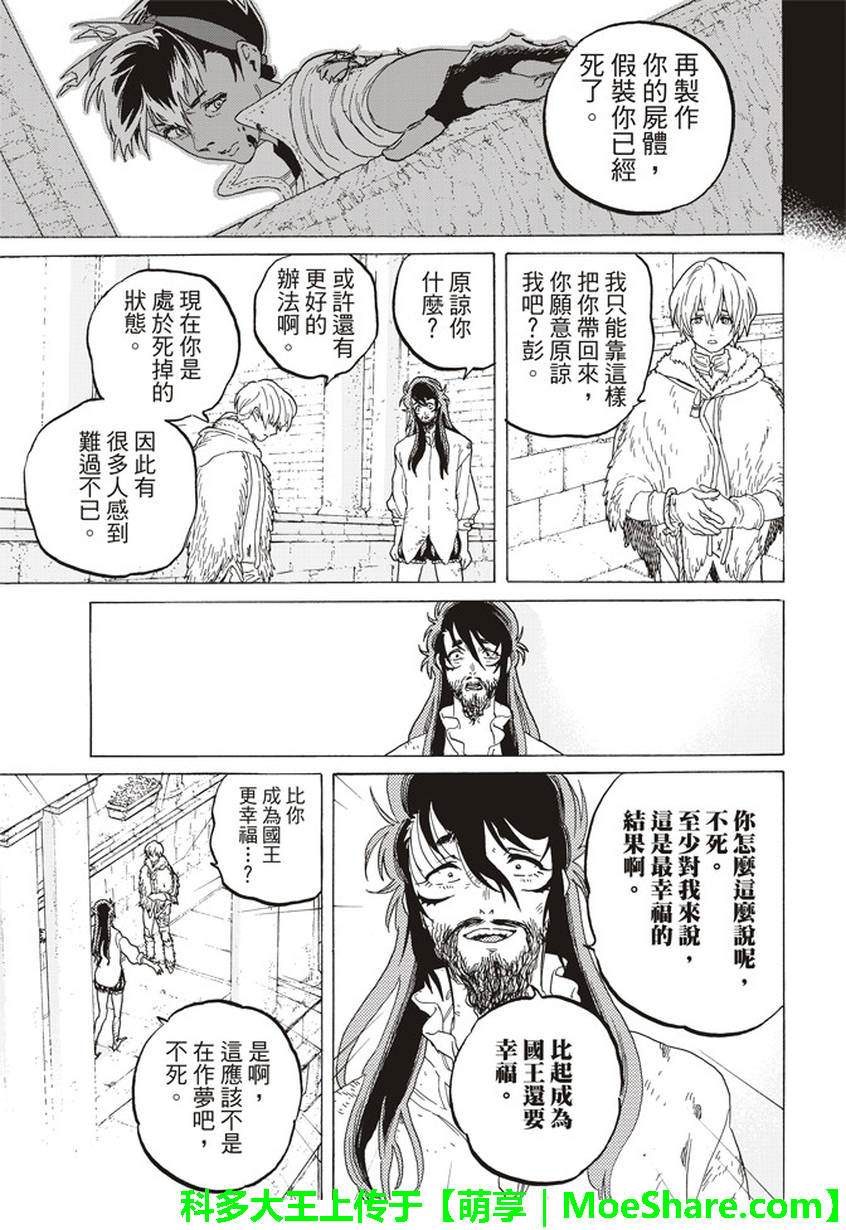 再製作
你的屍體，
假裝你已經
死了。
我只能靠這樣
把你帶回來，
你願意原諒
我吧？彭。
原諒你
什麼？
或許還有
更好的
辦法啊。
現在你是
處於死掉的
狀態。
因此有
很多人感到
難過不已。
你怎麼這麼說呢，
不死。
至少對我來說，
這是最幸福的
結果啊。
比起成為
國王還要
幸福。
比你
成為國王
更幸福…？
是啊，
這應該不是
在作夢吧，
不死。
科多大王上传于【萌享｜MoeShare.com】